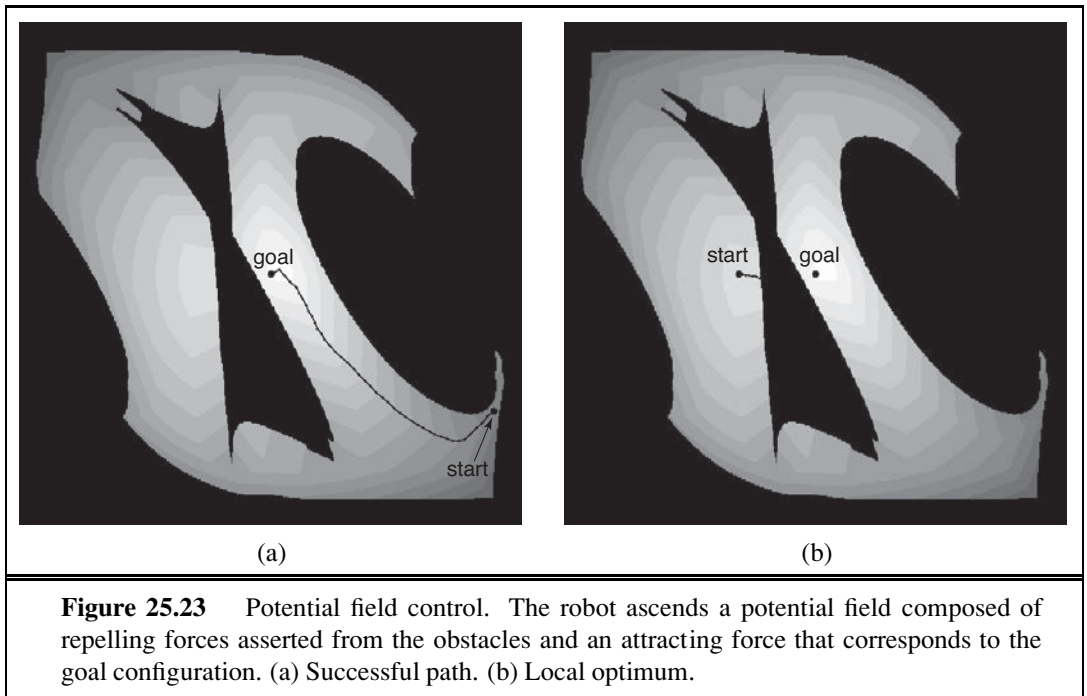 goal
start
(a)
start
goal
(b)
Figure 25.23 Potential field control. The robot ascends a potential field composed of
repelling forces asserted from the obstacles and an attracting force that corresponds to the
goal configuration. (a) Successful path. (b) Local optimum.